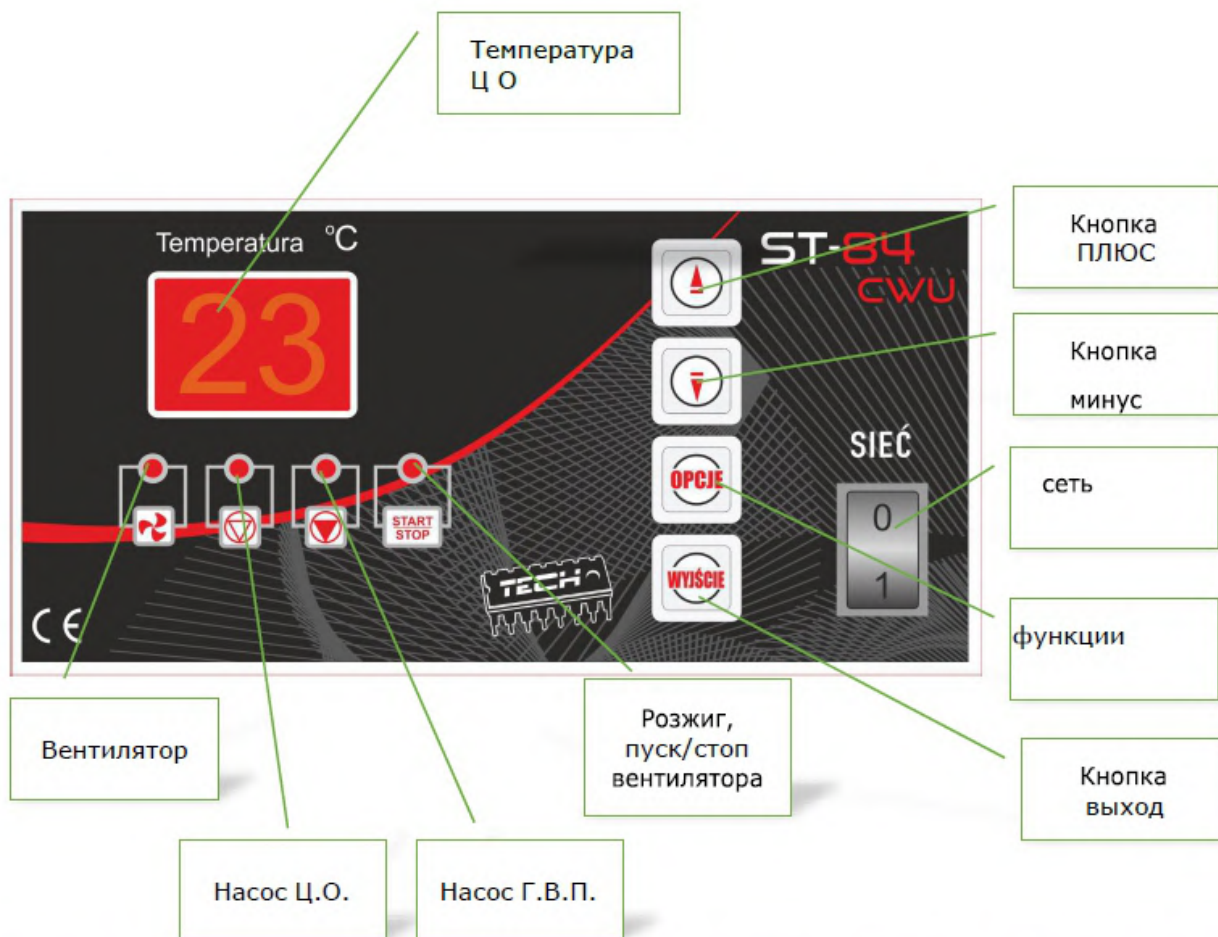 Температура
Ц О
Temperatura °C
23
ST-84
CWU
Кнопка
ПЛЮС
Кнопка
минус
SIEĆ
0
1
сеть
OPCJE
WYJŚCIE
START
STOP
TECH
CE
функции
Вентилятор
Розжиг,
пуск/стоп
вентилятора
Кнопка
выход
Насос Ц.О.
Насос Г.В.П.